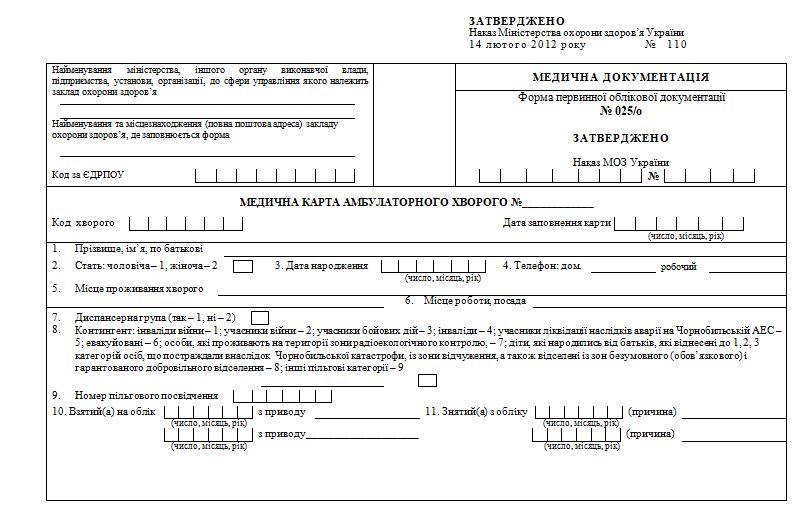 ЗАТВЕРДЖЕНО
Наказ Міністерства охорони здоров'я України
14 лютого 2012 року № 110
Найменування міністерства, іншого органу виконавчої влади,
підприємства, установи, організації, до сфери управління якого належить
заклад охорони здоров'я
Найменування та місцезнаходження (повна поштова адреса) закладу
охорони здоров'я, де заповнюється форма
Код за ЄДРПОУ
МЕДИЧНА ДОКУМЕНТАЦІЯ
Форма первинної облікової документації
№ 025/о
ЗАТВЕРДЖЕНО
Наказ МОЗ України
№
МЕДИЧНА КАРТА АМБУЛАТОРНОГО ХВОРОГО №____________
Код хворого Дата заповнення карти
(число, місяць, рік)
1. Прізвище, ім'я, по батькові
2. Стать: чоловіча – 1, жіноча – 2 3. Дата народження 4. Телефон: дом. робочий
(число, місяць, рік)
5. Місце проживання хворого
6. Місце роботи, посада
7. Диспансерна група (так – 1, ні – 2)
8. Контингент: інваліди війни – 1; учасники війни – 2; учасники бойових дій – 3; інваліди – 4; учасники ліквідації наслідків аварії на Чорнобильській АЕС –
5; евакуйовані – 6; особи, які проживають на території зони радіоекологічного контролю, – 7; діти, які народились від батьків, які віднесені до 1, 2, 3
категорій осіб, що постраждали внаслідок Чорнобильської катастрофи, із зони відчуження, а також відселені із зон безумовного (обов'язкового) і
гарантованого добровільного відселення – 8; інші пільгові категорії – 9
9. Номер пільгового посвідчення
10. Взятий(а) на облік з приводу 11. Знятий(а) з обліку (причина)
(число, місяць, рік) (число, місяць, рік)
з приводу____________________ (причина)
(число, місяць, рік) (число, місяць, рік)